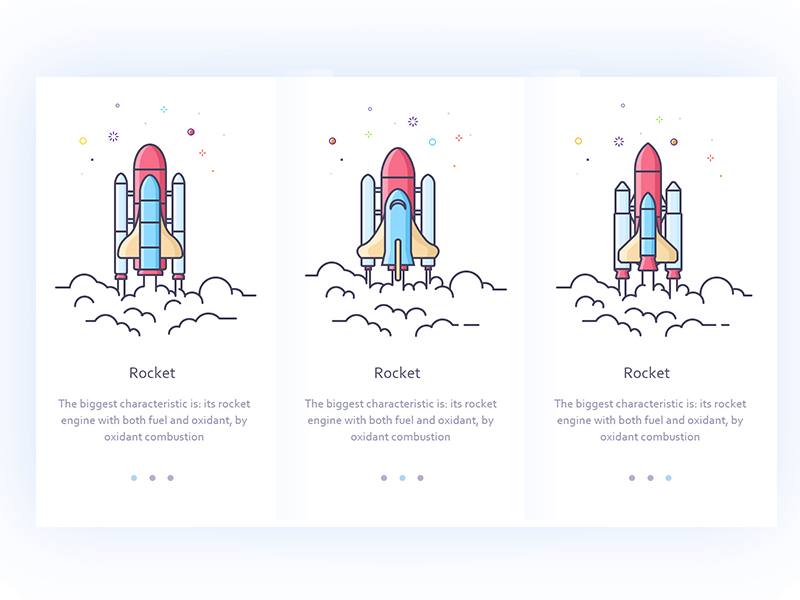 Rocket
The biggest characteristic is: its rocket
engine with both fuel and oxidant, by
oxidant combustion
Rocket
The biggest characteristic is: its rocket
engine with both fuel and oxidant, by
oxidant combustion
Rocket
The biggest characteristic is: its rocket
engine with both fuel and oxidant, by
oxidant combustion